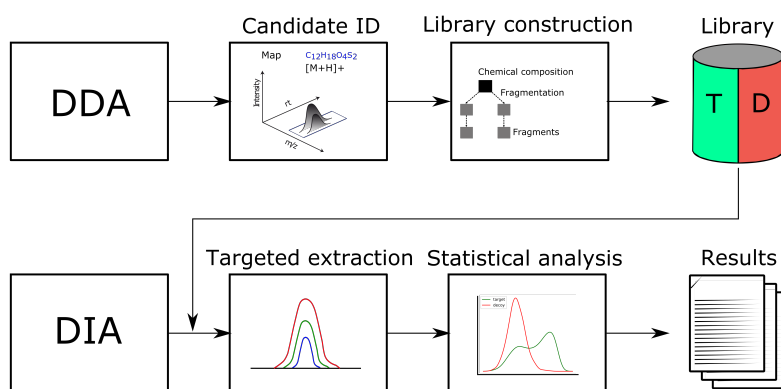 Candidate ID
Library construction
Library
DDA
Map
C12H18O4S2
[M+H]+
Intensity
rt
m/z
Chemical composition
Fragmentation
Fragments
T
D
Targeted extraction
Statistical analysis
Results
DIA
target
decoy